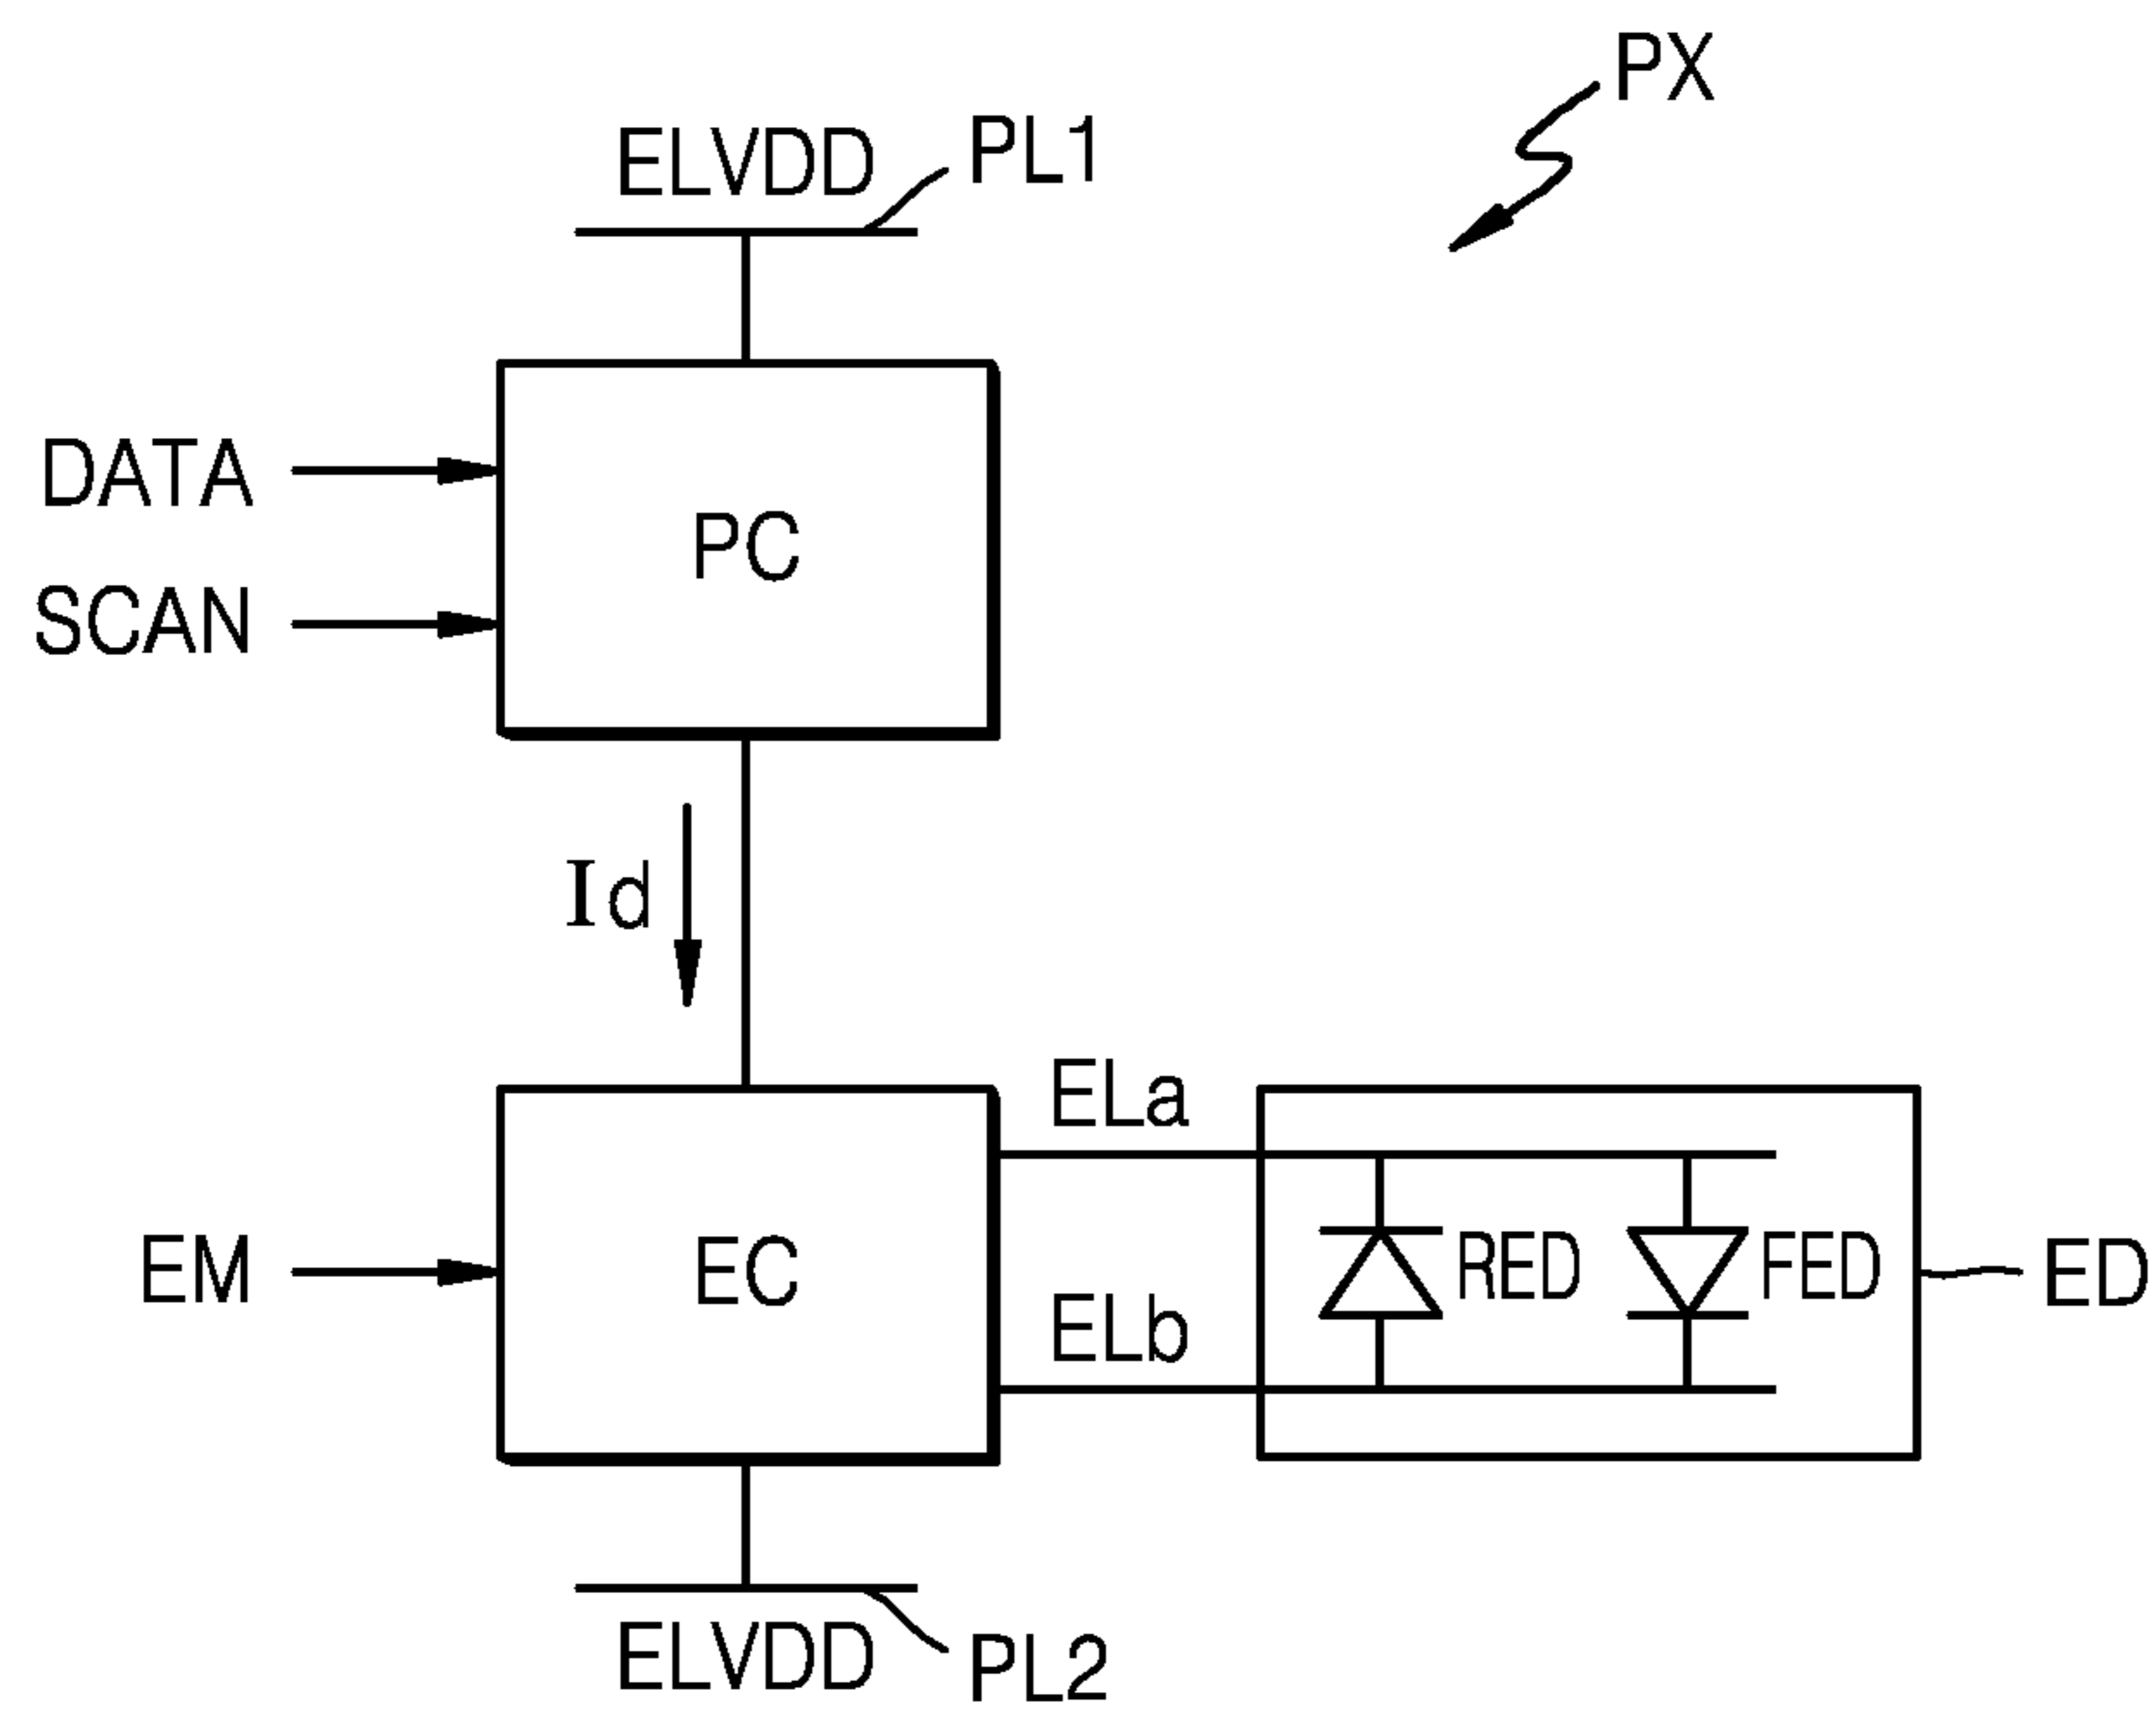 PX
ELVDD
PL1
DATA
PC
SCAN
Id
ELa
EM
EC
RED
FED
ED
ELb
ELVDD
PL2